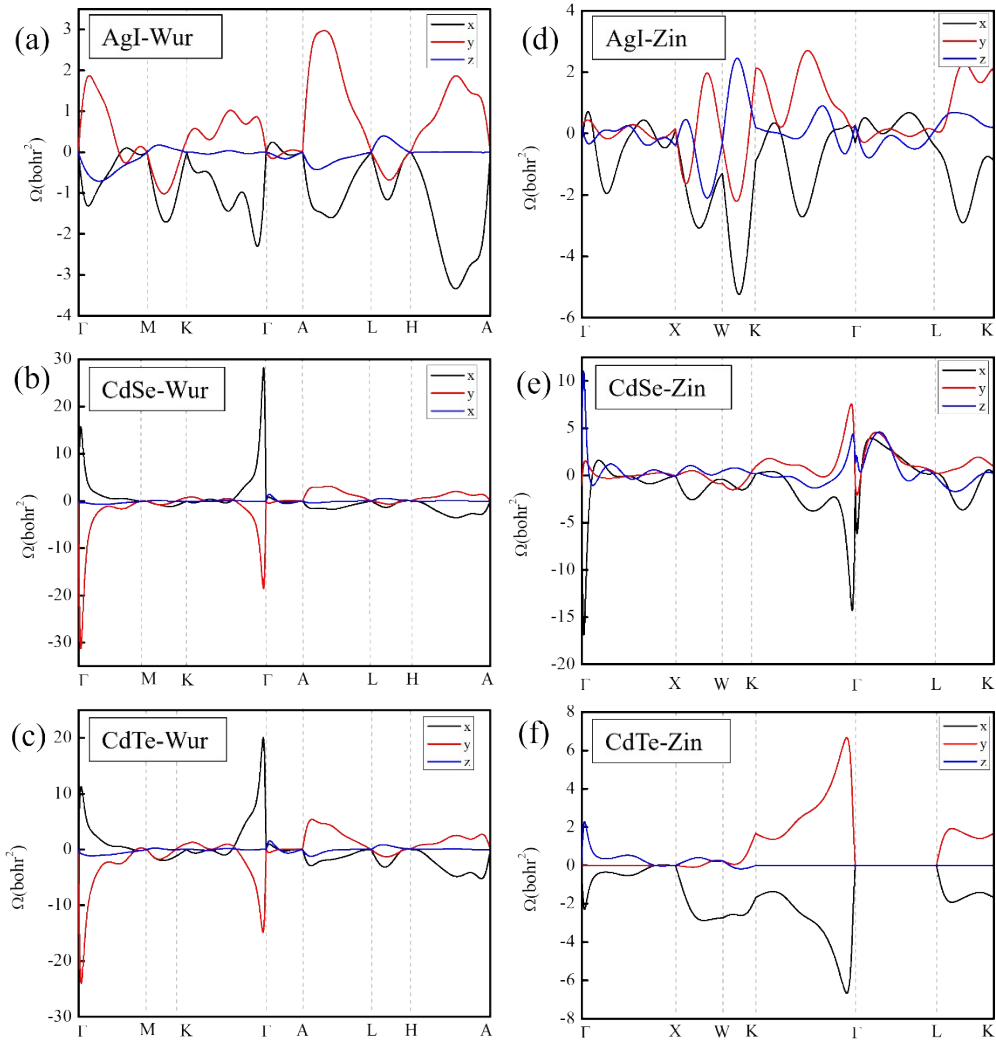 (a)
AgI-Wur
x
y
z
3
2
1
0
-1
-2
-3
-4
Ω(bohr²)
Γ M K Γ A L H A
(d)
AgI-Zin
x
y
z
4
2
0
-2
-4
-6
Ω(bohr²)
Γ X W K Γ L K
(b)
CdSe-Wur
x
y
x
30
20
10
0
-10
-20
-30
Ω(bohr²)
Γ M K Γ A L H A
(e)
CdSe-Zin
x
y
z
10
5
0
-5
-10
-15
-20
Ω(bohr²)
Γ X W K Γ L K
(c)
CdTe-Wur
x
y
z
20
10
0
-10
-20
-30
Ω(bohr²)
Γ M K Γ A L H A
(f)
CdTe-Zin
x
y
z
8
6
4
2
0
-2
-4
-6
-8
Ω(bohr²)
Γ X W K Γ L K